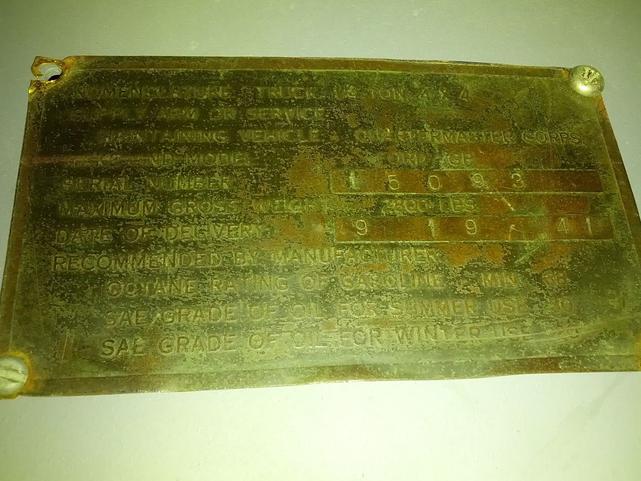 NOMENCLATURE TRUCK 1/4 TON 4 X 4
SUPPLY ARM OR SERVICE
MAINTAINING VEHICLE QUARTERMASTER CORPS
MAKE AND MODEL FORD GP
SERIAL NUMBER 15093
MAXIMUM GROSS WEIGHT LBS
DATE OF DELIVERY 9 19 41
RECOMMENDED BY MANUFACTURER
OCTANE RATING OF GASOLINE MIN.
SAE GRADE OF OIL FOR SUMMER USE
SAE GRADE OF OIL FOR WINTER USE